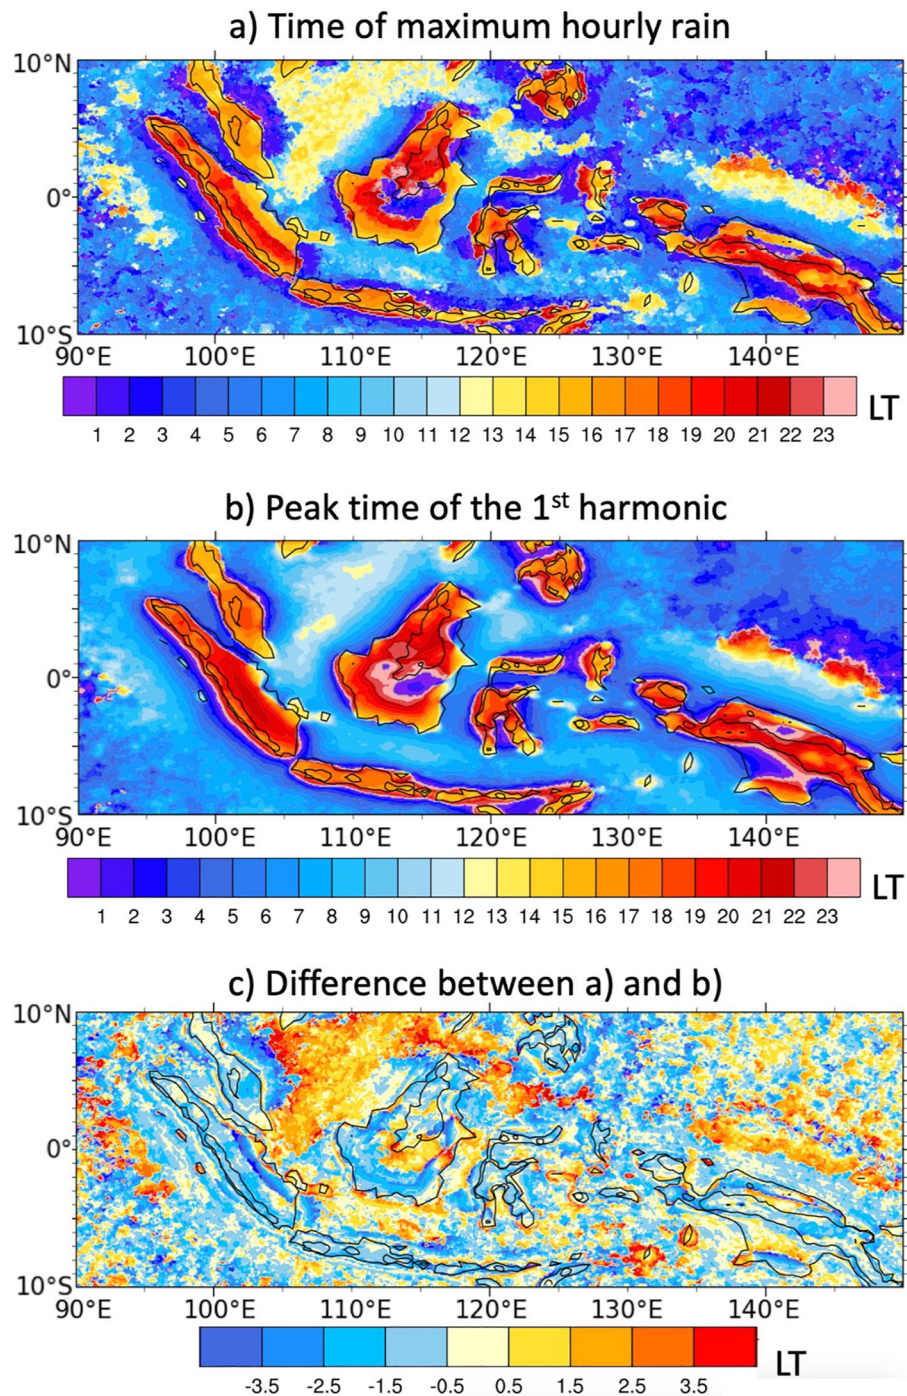 a) Time of maximum hourly rain
10°N
0°
10°S
90°E 100°E 110°E 120°E 130°E 140°E
LT
1 2 3 4 5 6 7 8 9 10 11 12 13 14 15 16 17 18 19 20 21 22 23
b) Peak time of the 1st harmonic
10°N
0°
10°S
90°E 100°E 110°E 120°E 130°E 140°E
LT
1 2 3 4 5 6 7 8 9 10 11 12 13 14 15 16 17 18 19 20 21 22 23
c) Difference between a) and b)
10°N
0°
10°S
90°E 100°E 110°E 120°E 130°E 140°E
LT
-3.5 -2.5 -1.5 -0.5 0.5 1.5 2.5 3.5